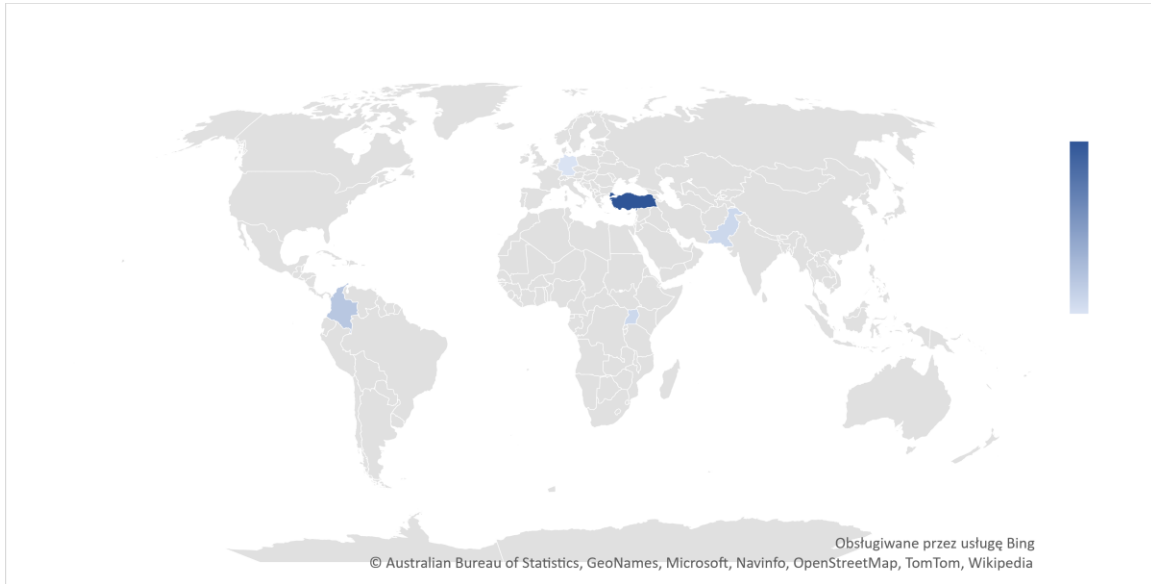 Obsługiwane przez usługę Bing
© Australian Bureau of Statistics, GeoNames, Microsoft, Navinfo, OpenStreetMap, TomTom, Wikipedia